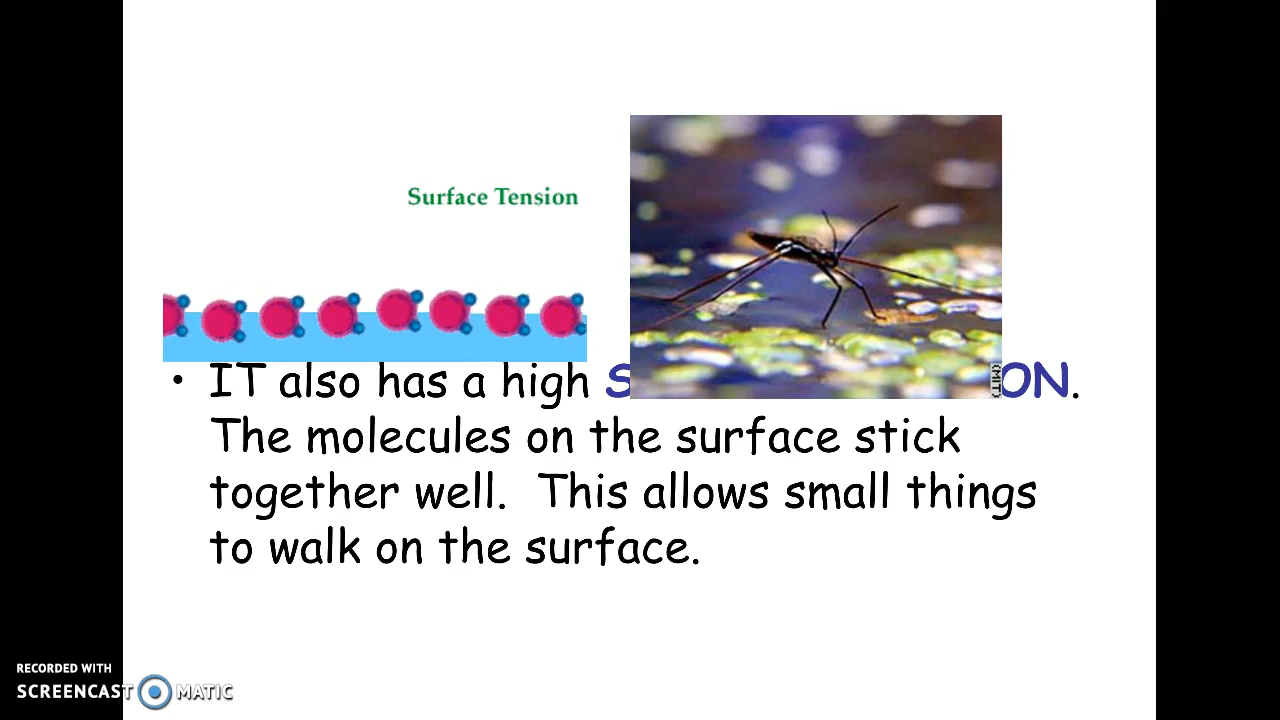 Surface Tension
(MIT)
• IT also has a high S ON.
The molecules on the surface stick
together well. This allows small things
to walk on the surface.
RECORDED WITH
SCREENCAST MATIC